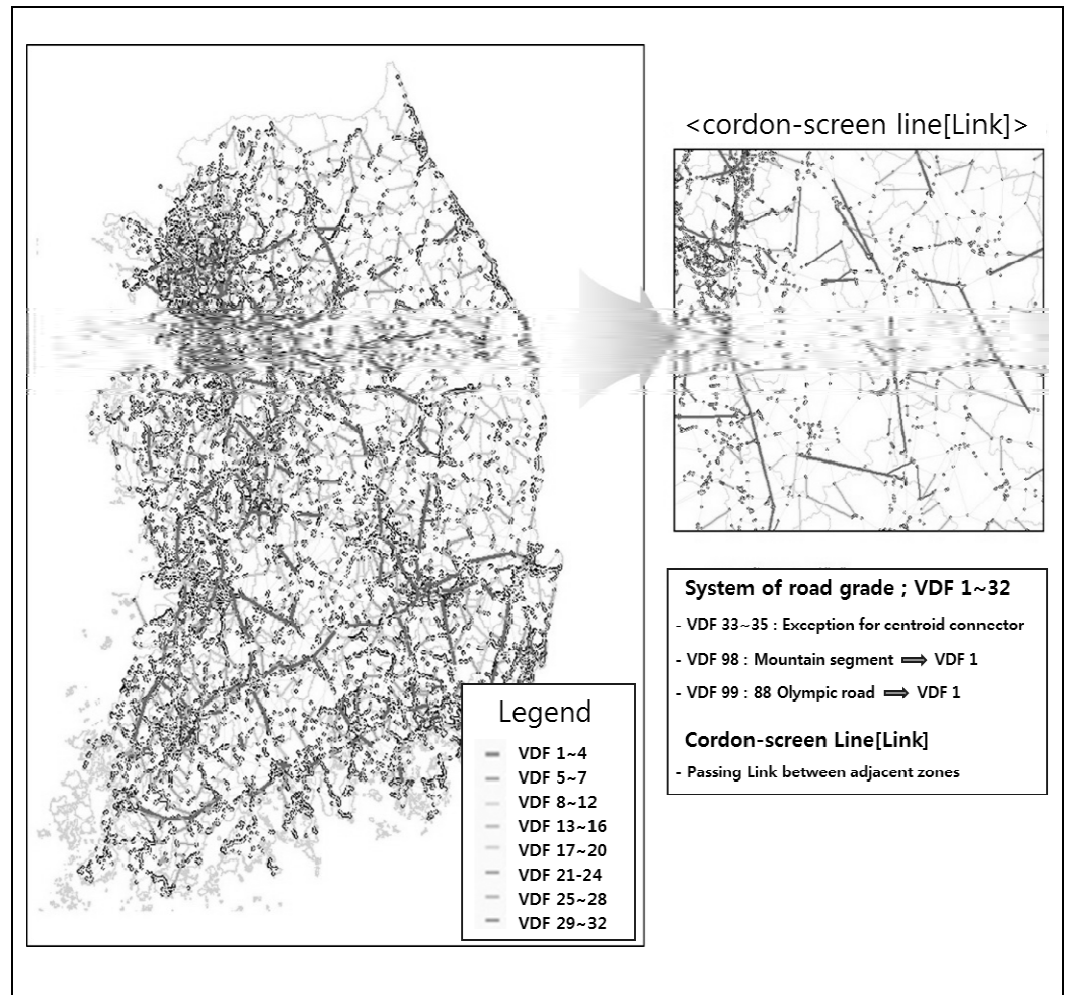 <cordon-screen line[Link]>
System of road grade ; VDF 1~32
- VDF 33~35 : Exception for centroid connector
- VDF 98 : Mountain segment ⇒ VDF 1
- VDF 99 : 88 Olympic road ⇒ VDF 1
Cordon-screen Line[Link]
- Passing Link between adjacent zones
Legend
VDF 1~4
VDF 5~7
VDF 8~12
VDF 13~16
VDF 17~20
VDF 21-24
VDF 25~28
VDF 29~32